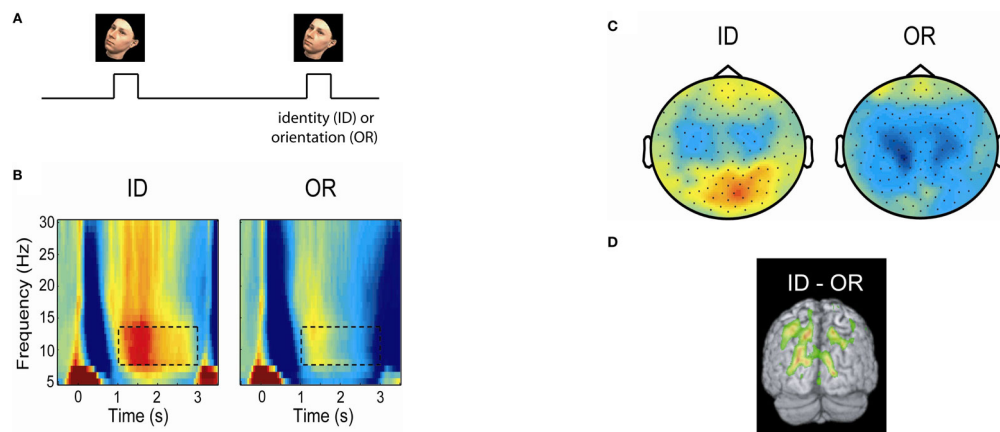 A
identity (ID) or
orientation (OR)
B
ID
OR
Frequency (Hz)
30
25
20
15
10
5
0
1
2
3
Time (s)
0
1
2
3
Time (s)
C
ID
OR
D
ID - OR